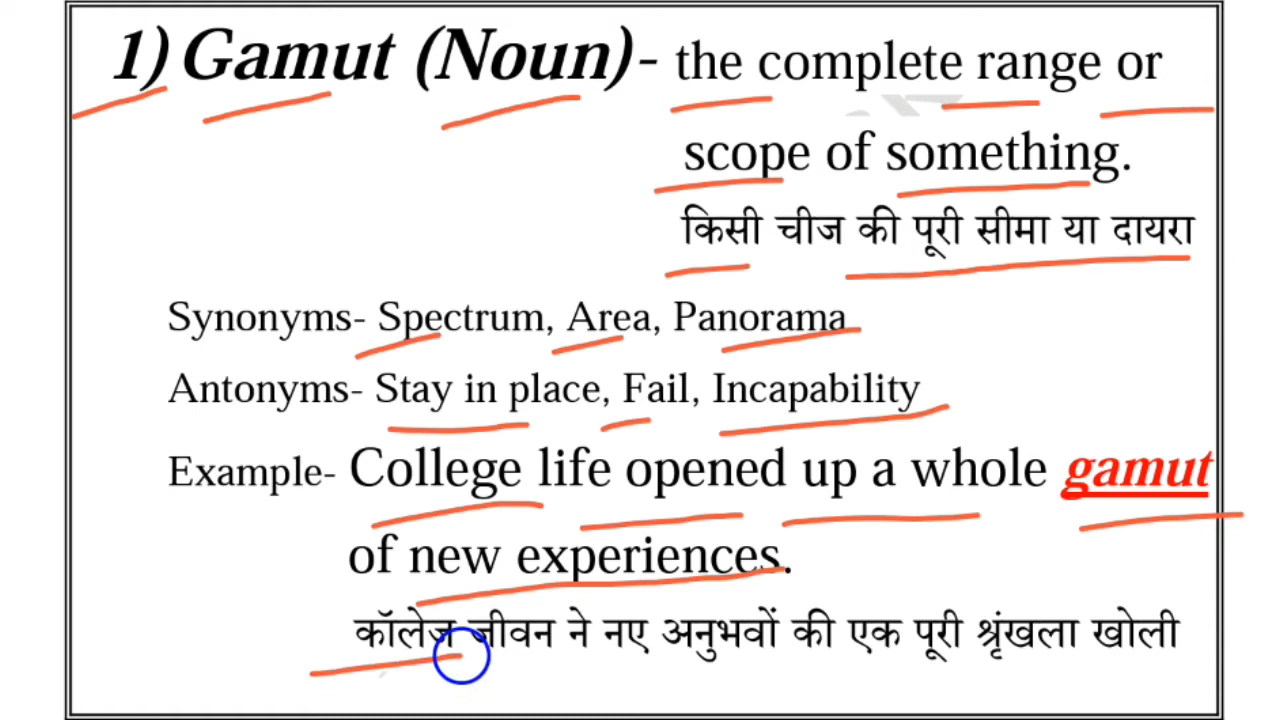 1) Gamut (Noun)- the complete range or
scope of something.
किसी चीज की पूरी सीमा या दायरा
Synonyms- Spectrum, Area, Panorama
Antonyms- Stay in place, Fail, Incapability
Example- College life opened up a whole gamut
of new experiences.
कॉलेज जीवन ने नए अनुभवों की एक पूरी श्रृंखला खोली